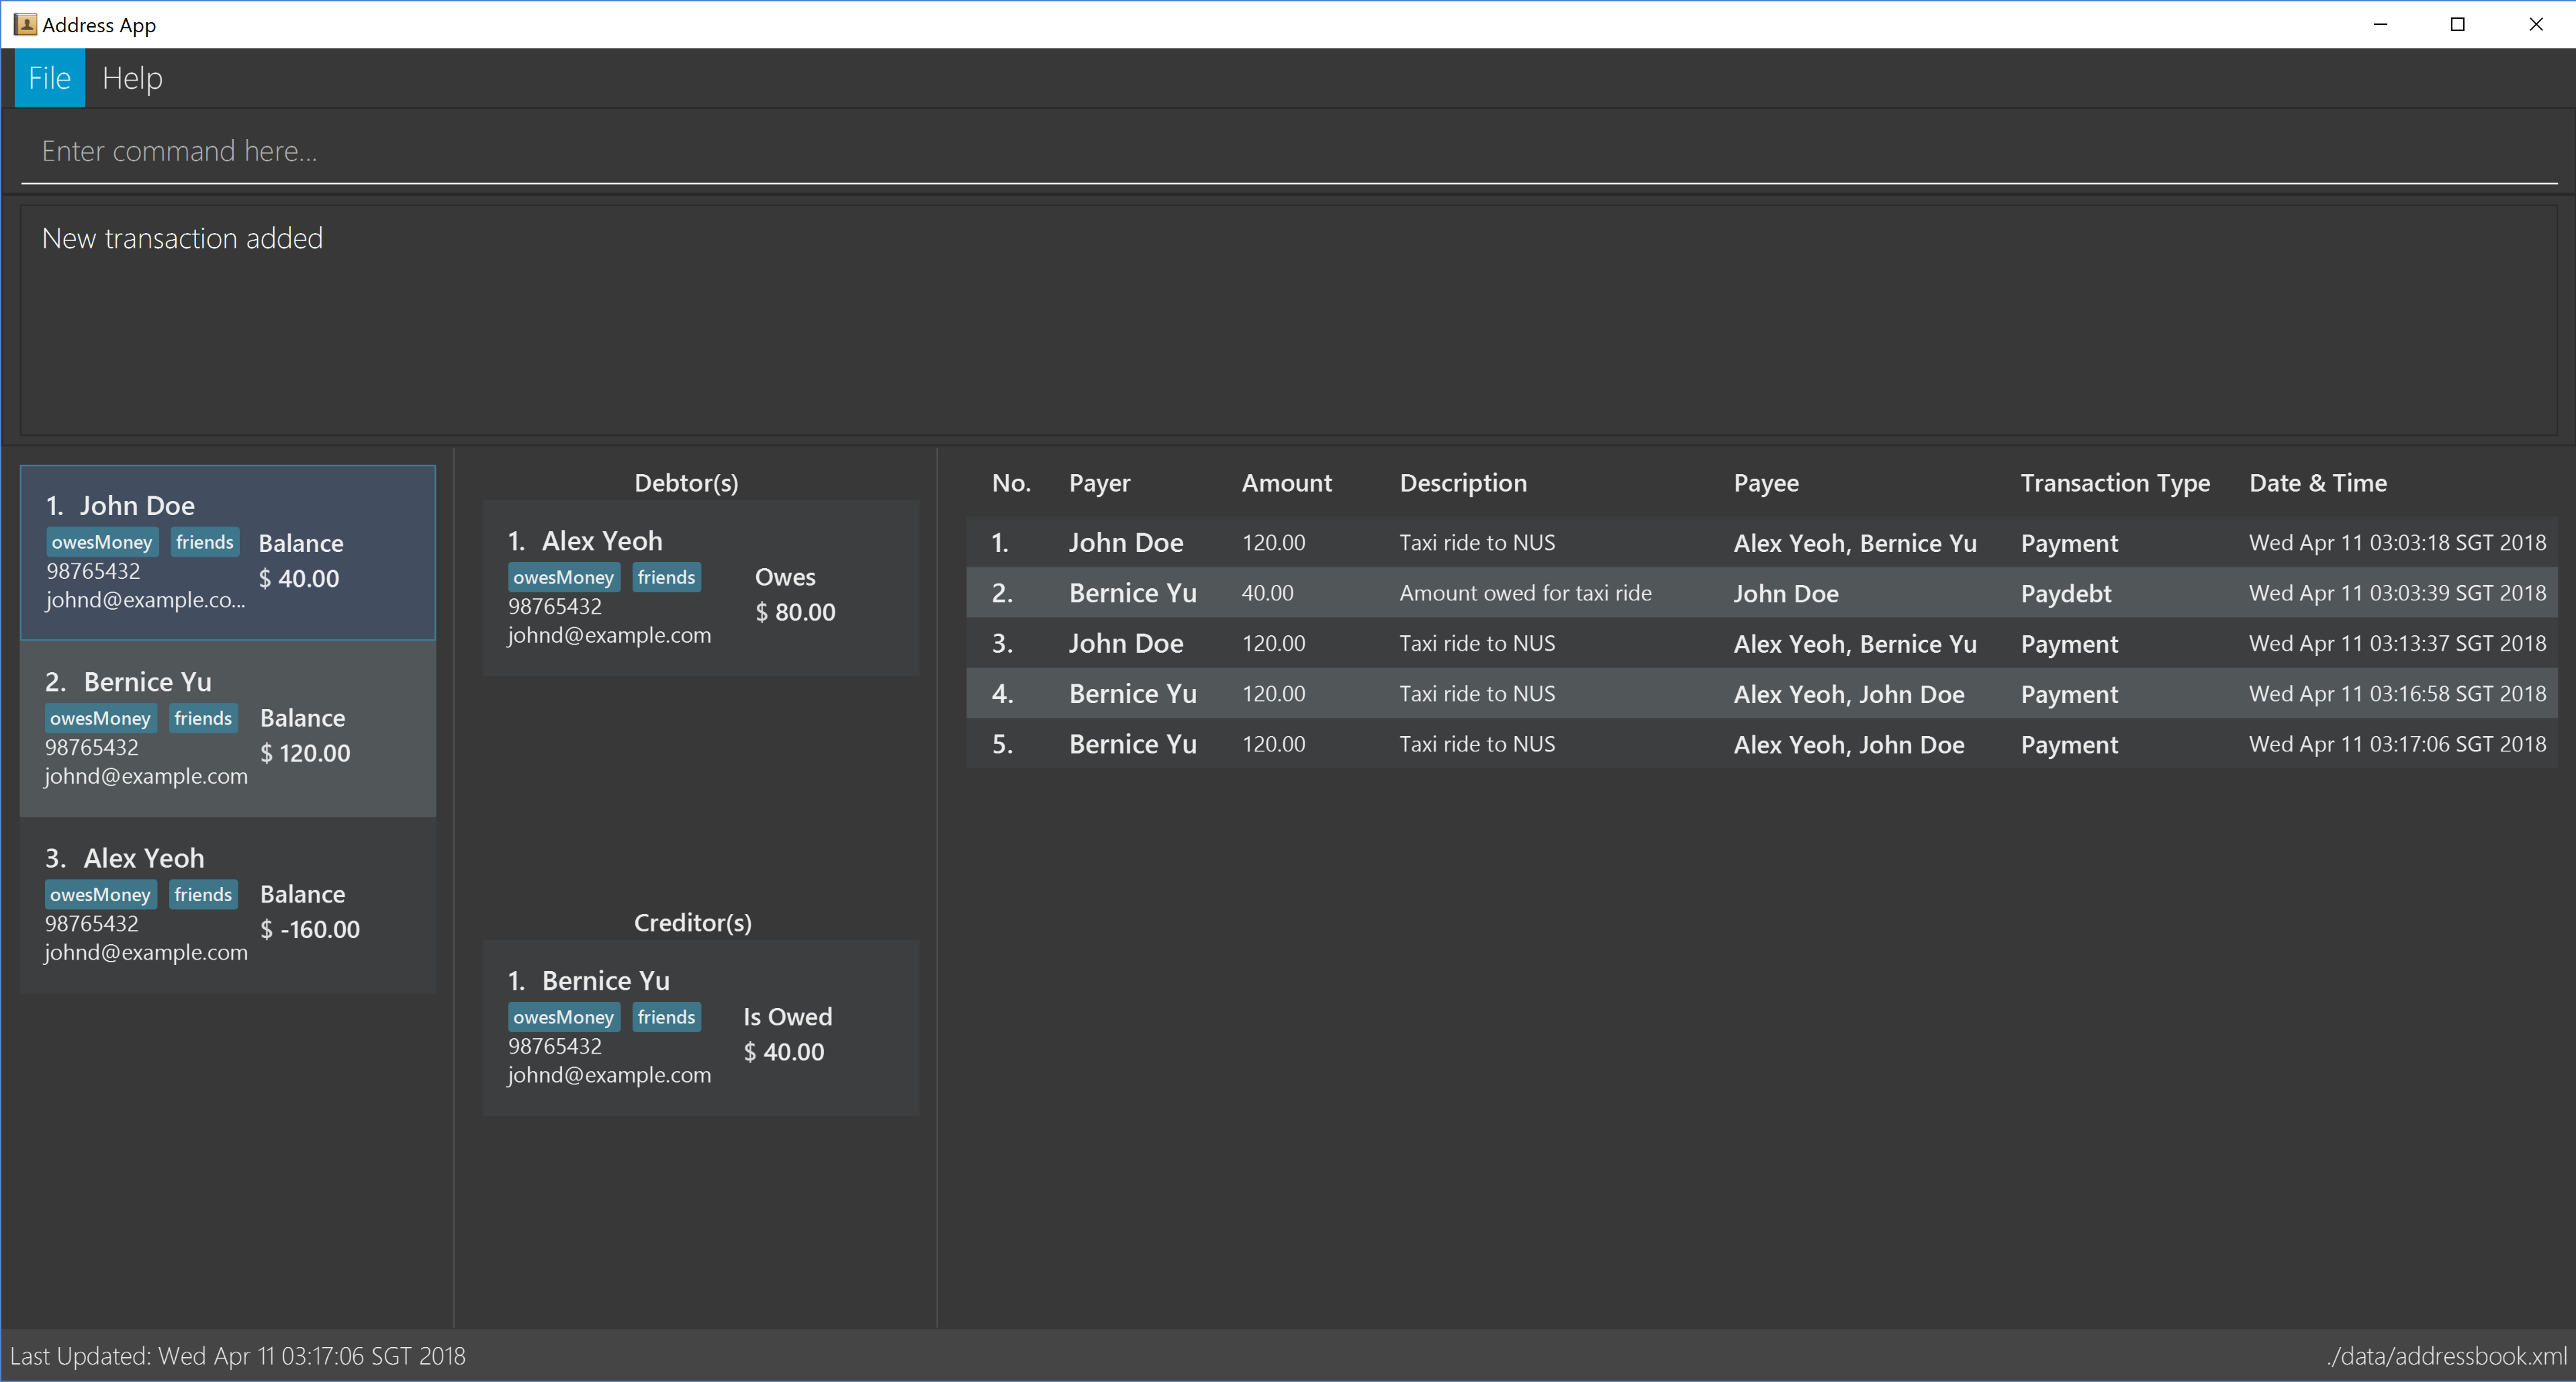 Address App
File Help
Enter command here...
New transaction added
1. John Doe
owesMoney friends
98765432
johnd@example.co...
Balance
$ 40.00
2. Bernice Yu
owesMoney friends
98765432
johnd@example.com
Balance
$ 120.00
3. Alex Yeoh
owesMoney friends
98765432
johnd@example.com
Balance
$ -160.00
Debtor(s)
1. Alex Yeoh
owesMoney friends
98765432
johnd@example.com
Owes
$ 80.00
Creditor(s)
1. Bernice Yu
owesMoney friends
98765432
johnd@example.com
Is Owed
$ 40.00
No. Payer Amount Description Payee Transaction Type Date & Time
1. John Doe 120.00 Taxi ride to NUS Alex Yeoh, Bernice Yu Payment Wed Apr 11 03:03:18 SGT 2018
2. Bernice Yu 40.00 Amount owed for taxi ride John Doe Paydebt Wed Apr 11 03:03:39 SGT 2018
3. John Doe 120.00 Taxi ride to NUS Alex Yeoh, Bernice Yu Payment Wed Apr 11 03:13:37 SGT 2018
4. Bernice Yu 120.00 Taxi ride to NUS Alex Yeoh, John Doe Payment Wed Apr 11 03:16:58 SGT 2018
5. Bernice Yu 120.00 Taxi ride to NUS Alex Yeoh, John Doe Payment Wed Apr 11 03:17:06 SGT 2018
Last Updated: Wed Apr 11 03:17:06 SGT 2018
./data/addressbook.xml